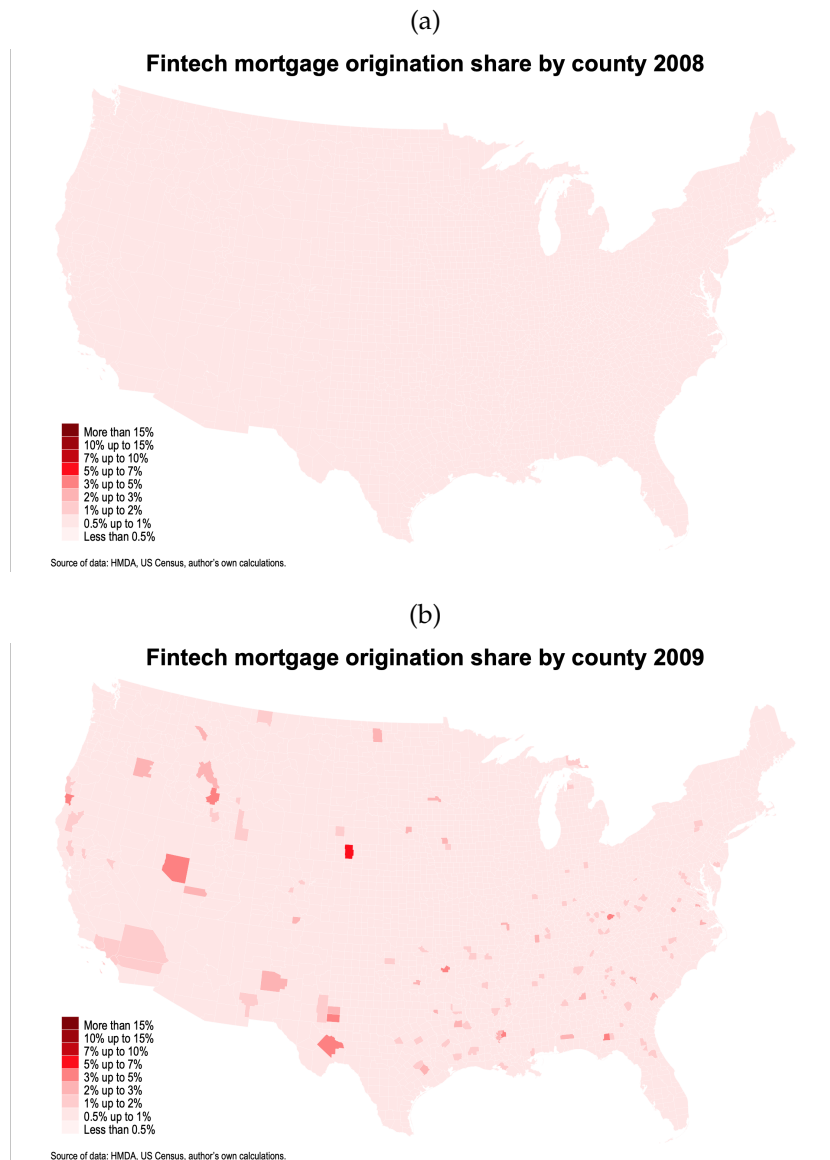 (a)
Fintech mortgage origination share by county 2008
More than 15%
10% up to 15%
7% up to 10%
5% up to 7%
3% up to 5%
2% up to 3%
1% up to 2%
0.5% up to 1%
Less than 0.5%
Source of data: HMDA, US Census, author's own calculations.
(b)
Fintech mortgage origination share by county 2009
More than 15%
10% up to 15%
7% up to 10%
5% up to 7%
3% up to 5%
2% up to 3%
1% up to 2%
0.5% up to 1%
Less than 0.5%
Source of data: HMDA, US Census, author's own calculations.